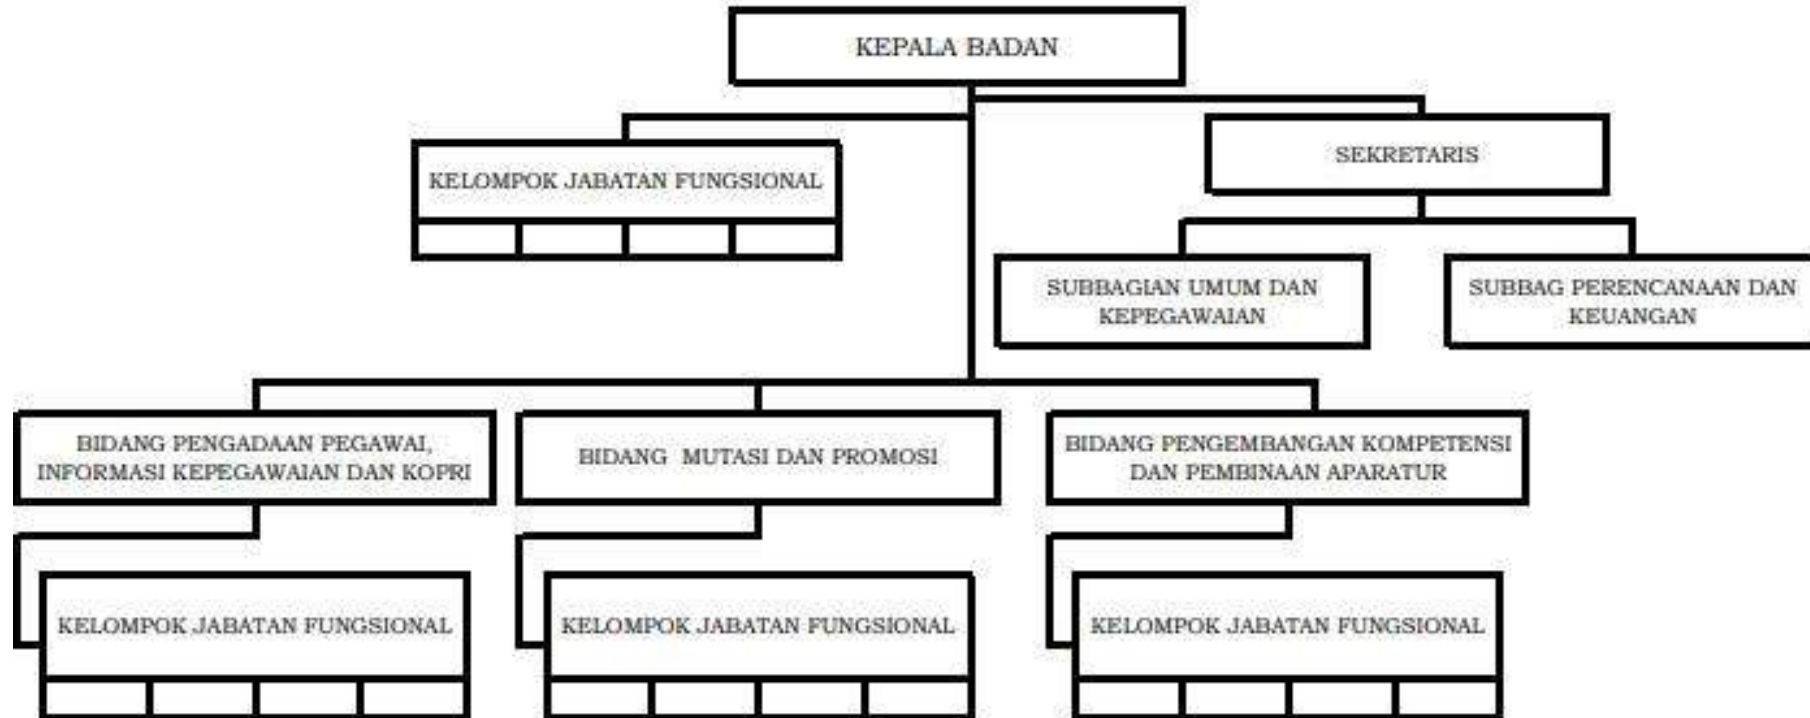 KEPALA BADAN
SEKRETARIS
KELOMPOK JABATAN FUNGSIONAL
SUBBAGIAN UMUM DAN
KEPEGAWAIAN
SUBBAG PERENCANAAN DAN
KEUANGAN
BIDANG PENGADAAN PEGAWAI,
INFORMASI KEPEGAWAIAN DAN KOPRI
BIDANG MUTASI DAN PROMOSI
BIDANG PENGEMBANGAN KOMPETENSI
DAN PEMBINAAN APARATUR
KELOMPOK JABATAN FUNGSIONAL
KELOMPOK JABATAN FUNGSIONAL
KELOMPOK JABATAN FUNGSIONAL